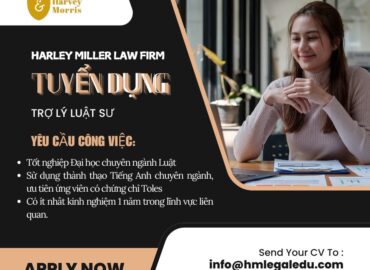 &
Harvey
Morris
HARLEY MILLER LAW FIRM
TUYỂN DỤNG
TRỢ LÝ LUẬT SƯ
YÊU CẦU CÔNG VIỆC:
• Tốt nghiệp Đại học chuyên ngành Luật
• Sử dụng thành thạo Tiếng Anh chuyên ngành,
ưu tiên ứng viên có chứng chỉ Toles
• Có ít nhất kinh nghiệm 1 năm trong lĩnh vực liên
quan.
APPLY NOW
Send Your CV To :
info@hmlegaledu.com